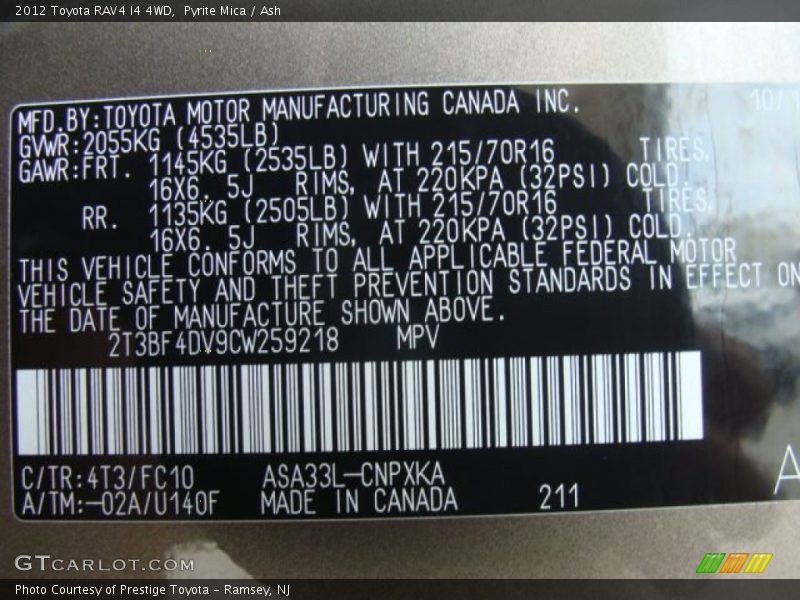 2012 Toyota RAV4 I4 4WD, Pyrite Mica / Ash
10/1
MFD.BY:TOYOTA MOTOR MANUFACTURING CANADA INC.
GVWR:2055KG (4535LB)
GAWR:FRT. 1145KG (2535LB) WITH 215/70R16 TIRES,
16X6. 5J RIMS, AT 220KPA (32PSI) COLD.
RR. 1135KG (2505LB) WITH 215/70R16 TIRES,
16X6. 5J RIMS, AT 220KPA (32PSI) COLD.
THIS VEHICLE CONFORMS TO ALL APPLICABLE FEDERAL MOTOR
VEHICLE SAFETY AND THEFT PREVENTION STANDARDS IN EFFECT ON
THE DATE OF MANUFACTURE SHOWN ABOVE.
2T3BF4DV9CW259218 MPV
C/TR:4T3/FC10 ASA33L-CNPXKA A
A/TM:-02A/U140F MADE IN CANADA 211
GTCARLOT.COM
Photo Courtesy of Prestige Toyota - Ramsey, NJ